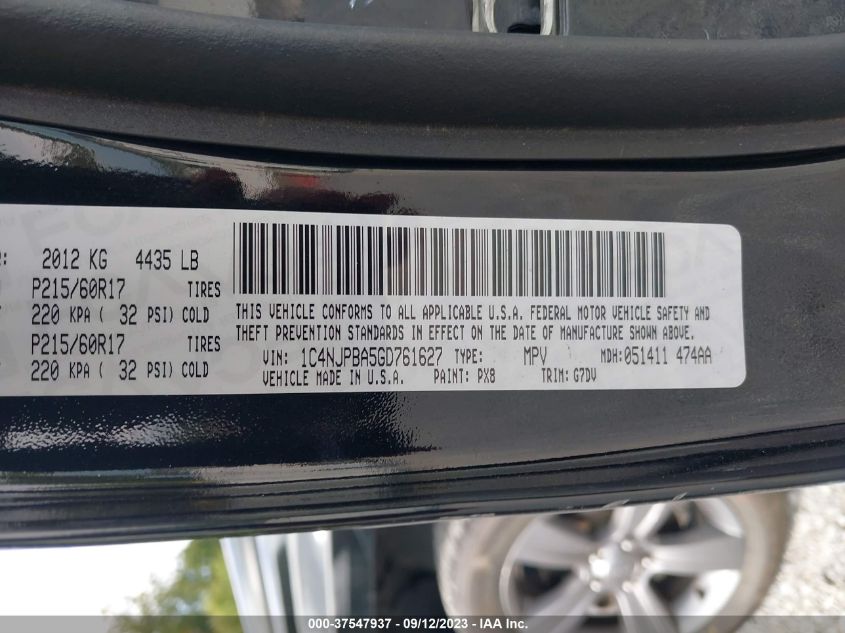 R: 2012 KG 4435 LB
P215/60R17 TIRES
220 KPA ( 32 PSI) COLD
P215/60R17 TIRES
220 KPA ( 32 PSI) COLD
THIS VEHICLE CONFORMS TO ALL APPLICABLE U.S.A. FEDERAL MOTOR VEHICLE SAFETY AND
THEFT PREVENTION STANDARDS IN EFFECT ON THE DATE OF MANUFACTURE SHOWN ABOVE.
VIN: 1C4NJPBA5GD761627 TYPE: MPV MDH: 051411 474AA
VEHICLE MADE IN U.S.A. PAINT: PX8 TRIM: G7DV
000-37547937 - 09/12/2023 - IAA Inc.